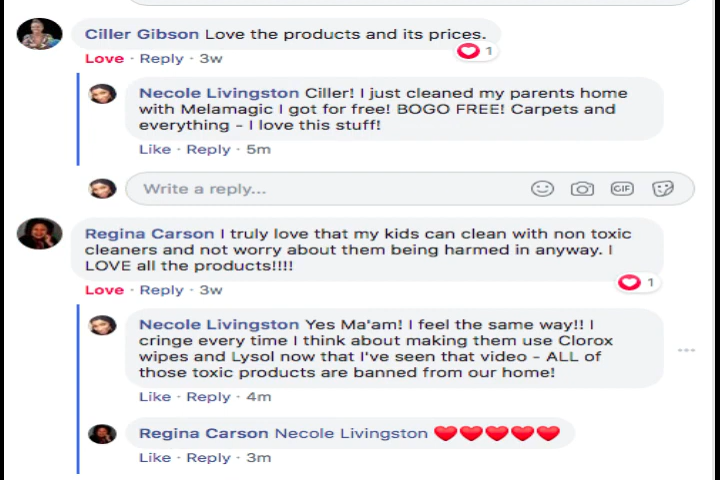 Ciller Gibson Love the products and its prices.
1
Love · Reply · 3w
Necole Livingston Ciller! I just cleaned my parents home
with Melamagic I got for free! BOGO FREE! Carpets and
everything - I love this stuff!
Like · Reply · 5m
Write a reply...
GIF
Regina Carson I truly love that my kids can clean with non toxic
cleaners and not worry about them being harmed in anyway. I
LOVE all the products!!!!
1
Love · Reply · 3w
Necole Livingston Yes Ma'am! I feel the same way!! I
cringe every time I think about making them use Clorox
wipes and Lysol now that I've seen that video - ALL of
those toxic products are banned from our home!
Like · Reply · 4m
Regina Carson Necole Livingston ❤️❤️❤️❤️❤️
Like · Reply · 3m